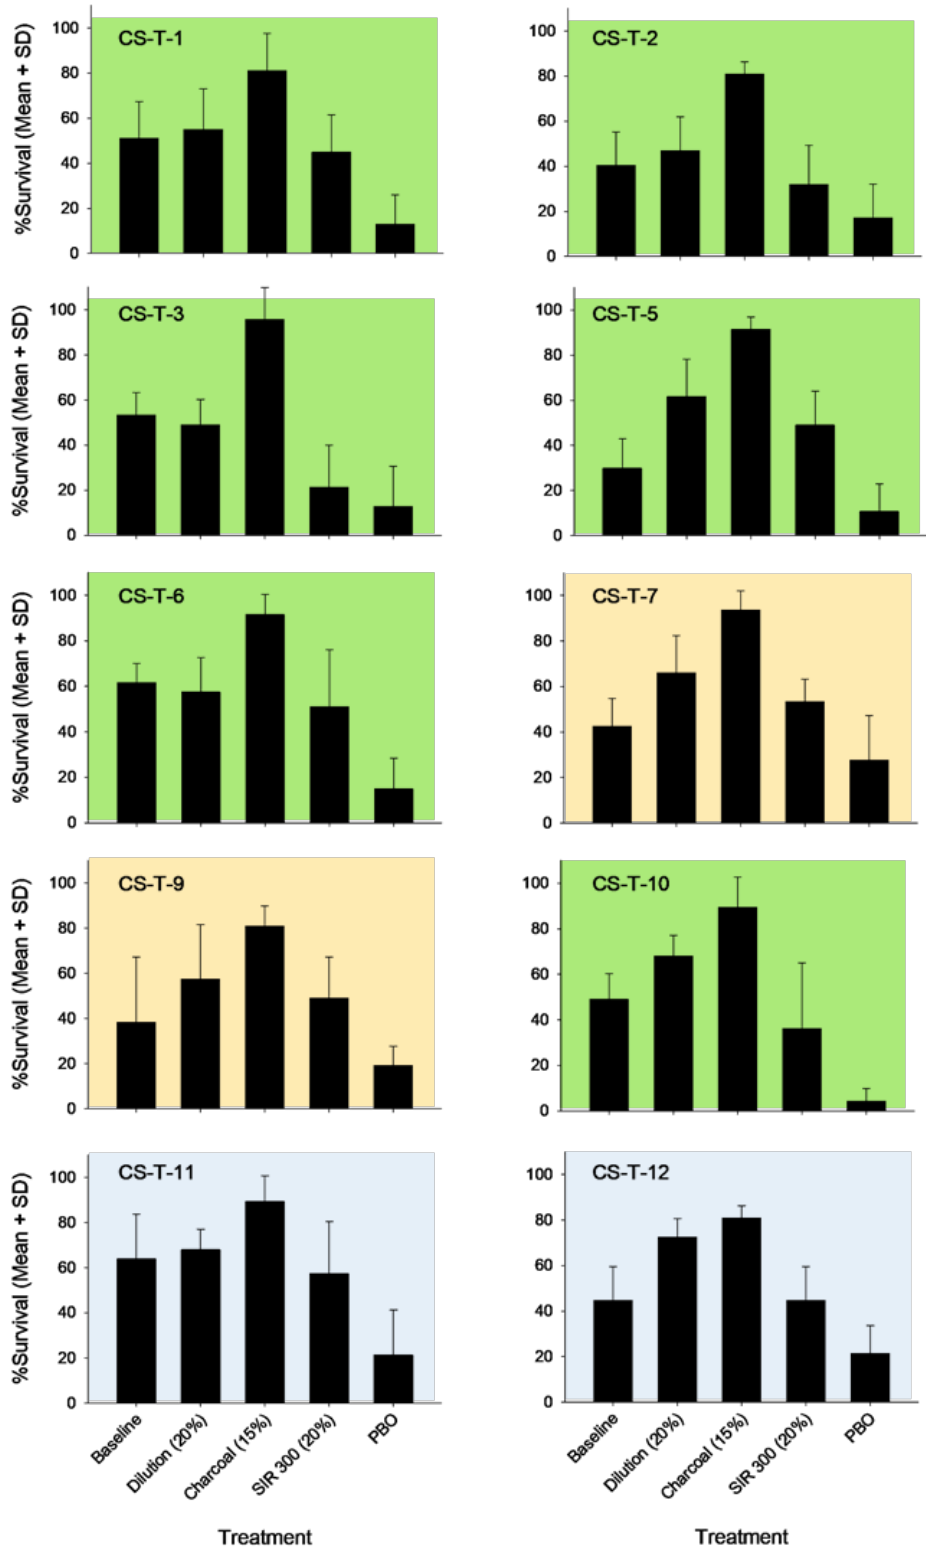 CS-T-1
%Survival (Mean + SD)
100
80
60
40
20
0
CS-T-2
100
80
60
40
20
0
CS-T-3
%Survival (Mean + SD)
100
80
60
40
20
0
CS-T-5
100
80
60
40
20
0
CS-T-6
%Survival (Mean + SD)
100
80
60
40
20
0
CS-T-7
100
80
60
40
20
0
CS-T-9
%Survival (Mean + SD)
100
80
60
40
20
0
CS-T-10
100
80
60
40
20
0
CS-T-11
%Survival (Mean + SD)
100
80
60
40
20
0
Baseline
Dilution (20%)
Charcoal (15%)
SIR 300 (20%)
PBO
Treatment
CS-T-12
100
80
60
40
20
0
Baseline
Dilution (20%)
Charcoal (15%)
SIR 300 (20%)
PBO
Treatment